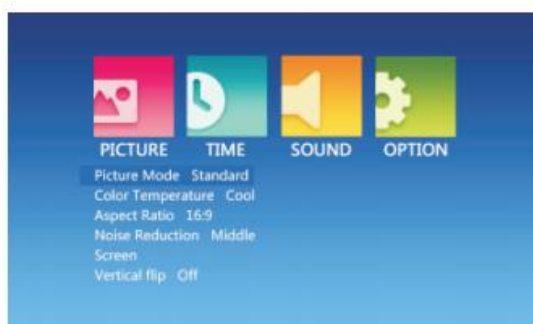 PICTURE TIME SOUND OPTION
Picture Mode Standard
Color Temperature Cool
Aspect Ratio 16:9
Noise Reduction Middle
Screen
Vertical flip Off